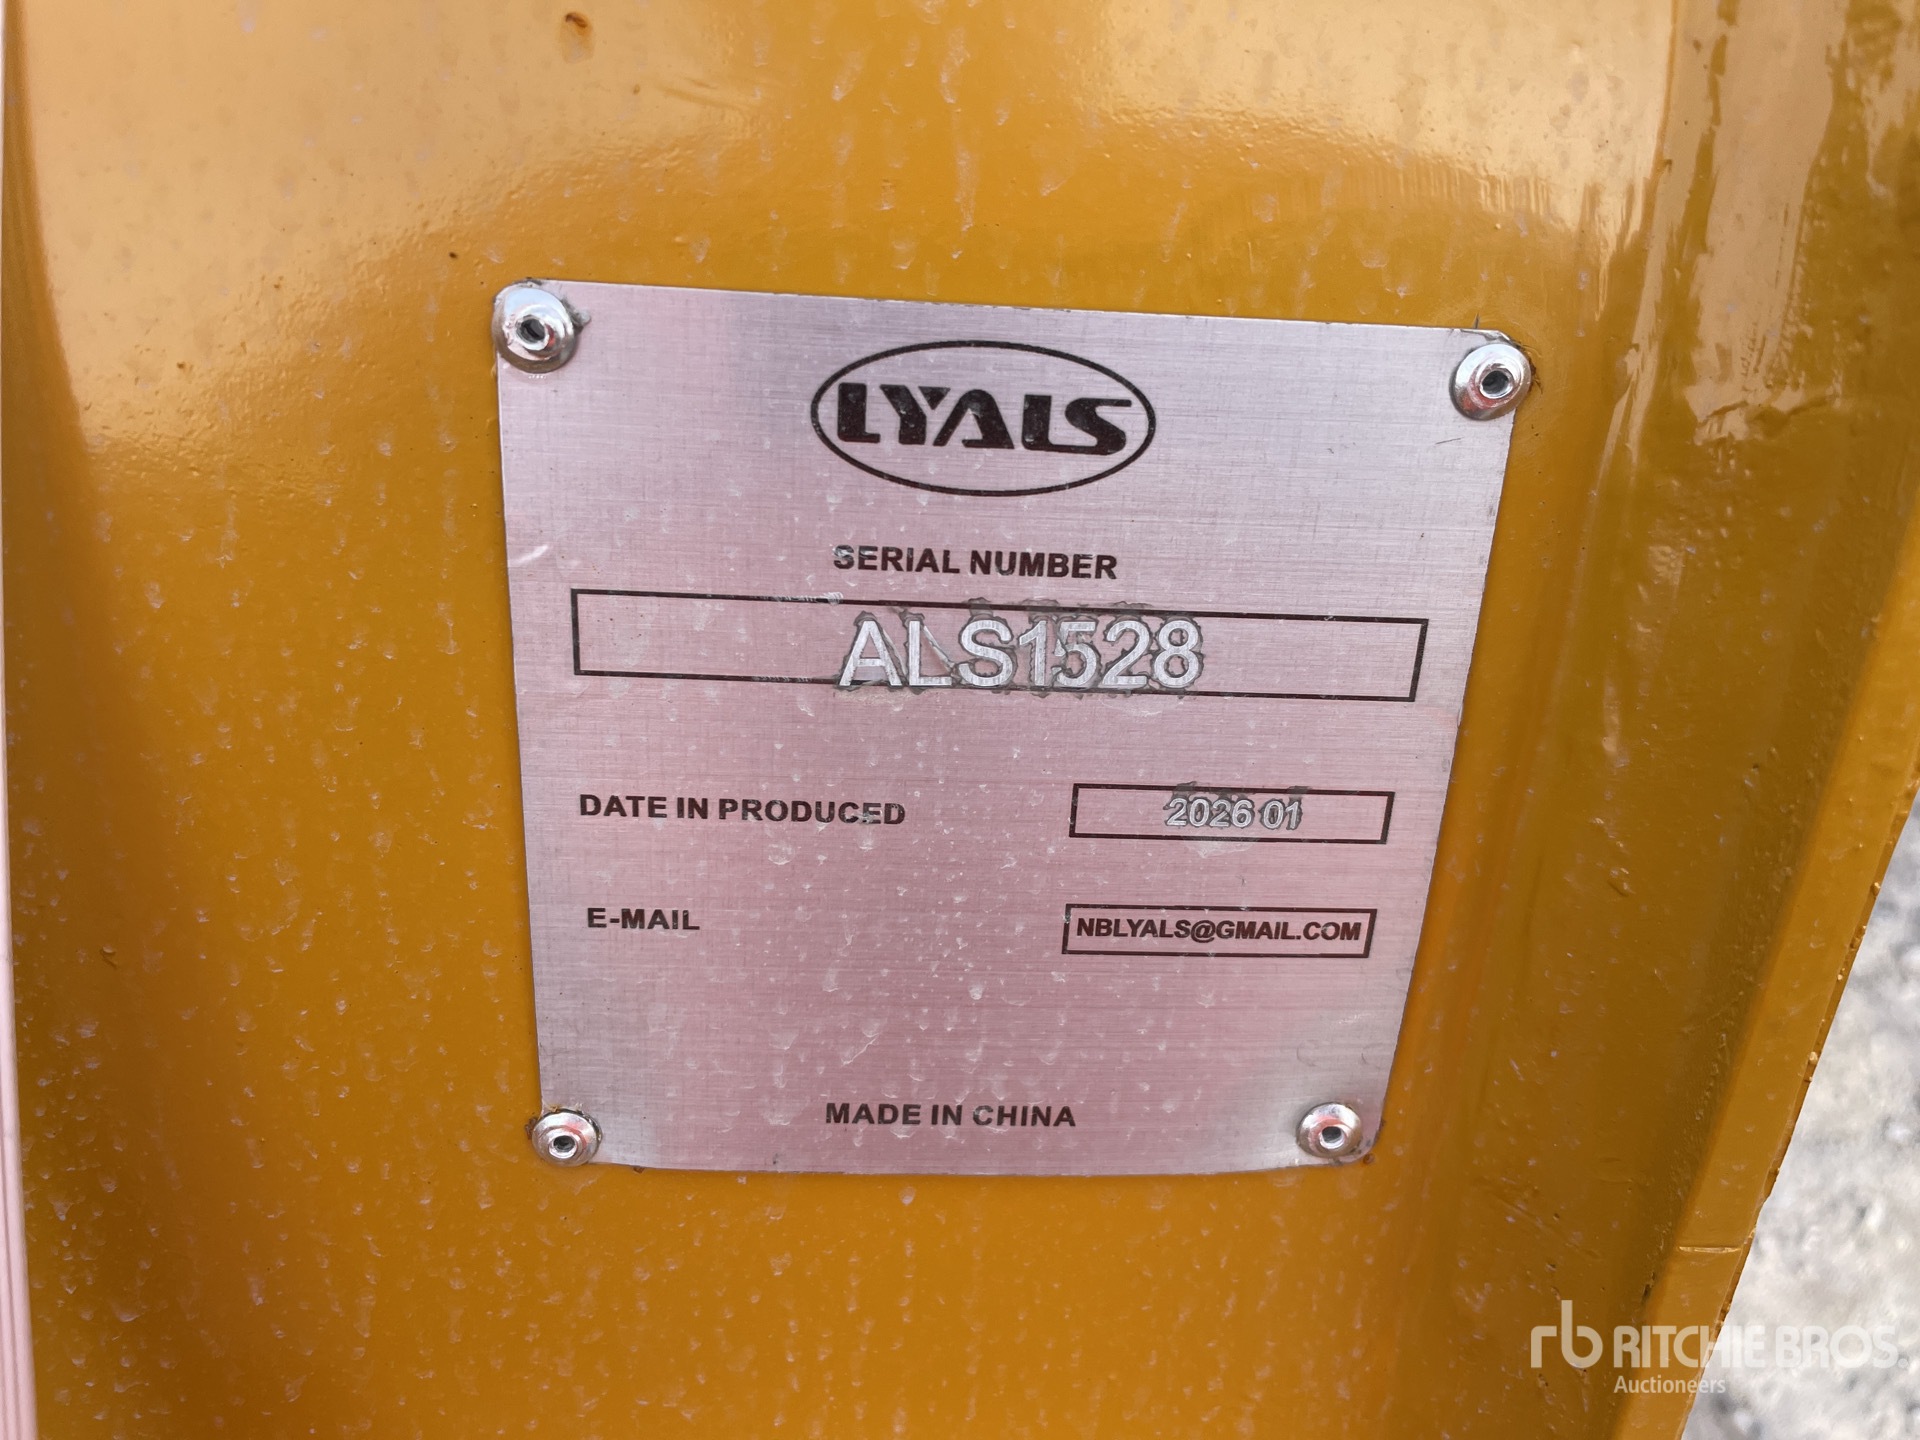 LYALS
SERIAL NUMBER
ALS1528
DATE IN PRODUCED 2026 01
E-MAIL NBLYALS@GMAIL.COM
MADE IN CHINA
rb RITCHIE BROS.
Auctioneers